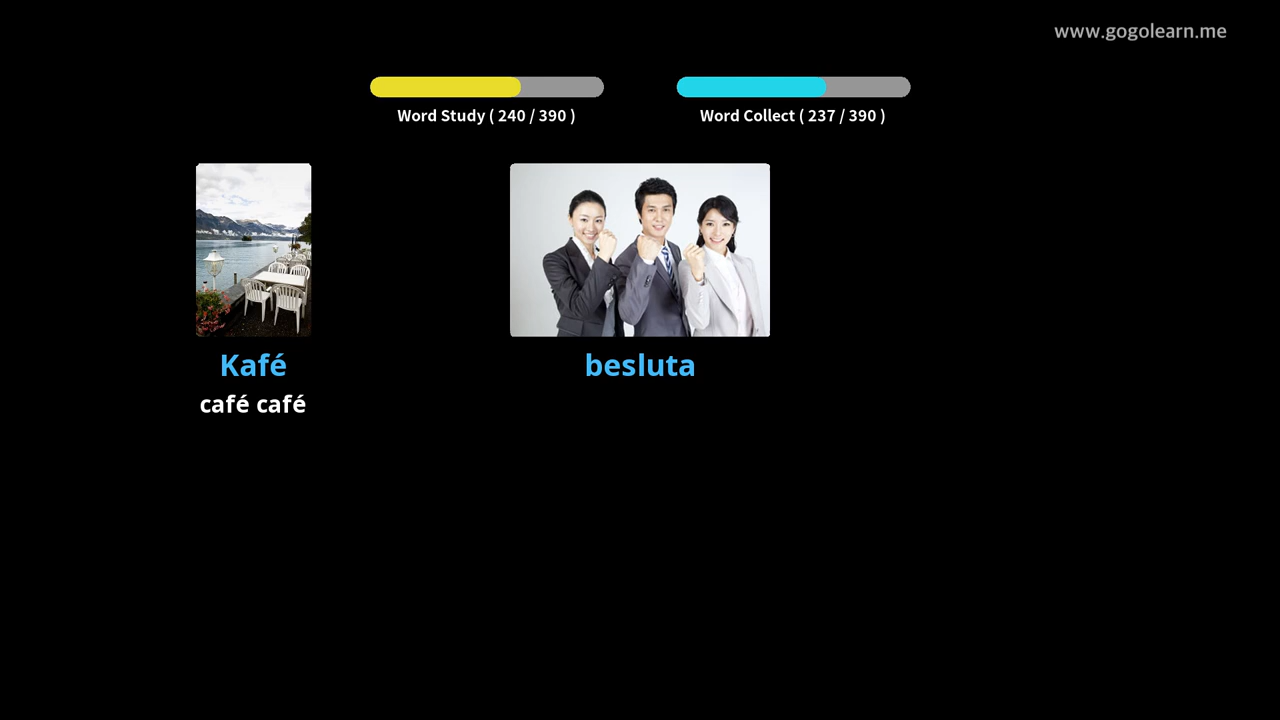 www.gogolearn.me
Word Study ( 240 / 390 )
Word Collect ( 237 / 390 )
Kafé
café café
besluta